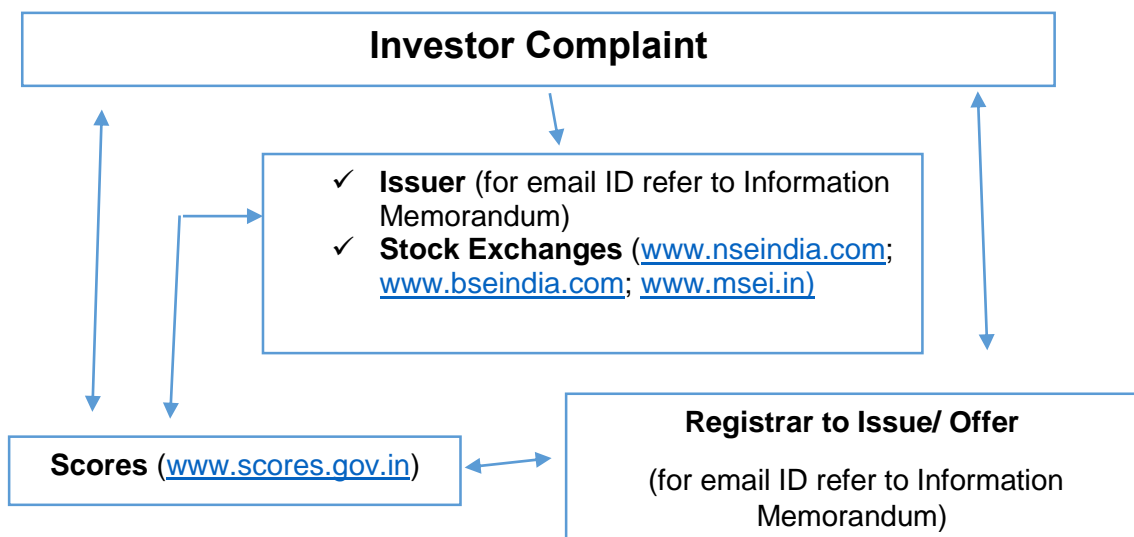 Investor Complaint
✓ Issuer (for email ID refer to Information
Memorandum)
✓ Stock Exchanges (www.nseindia.com;
www.bseindia.com; www.msei.in)
Scores (www.scores.gov.in)
Registrar to Issue/ Offer
(for email ID refer to Information
Memorandum)